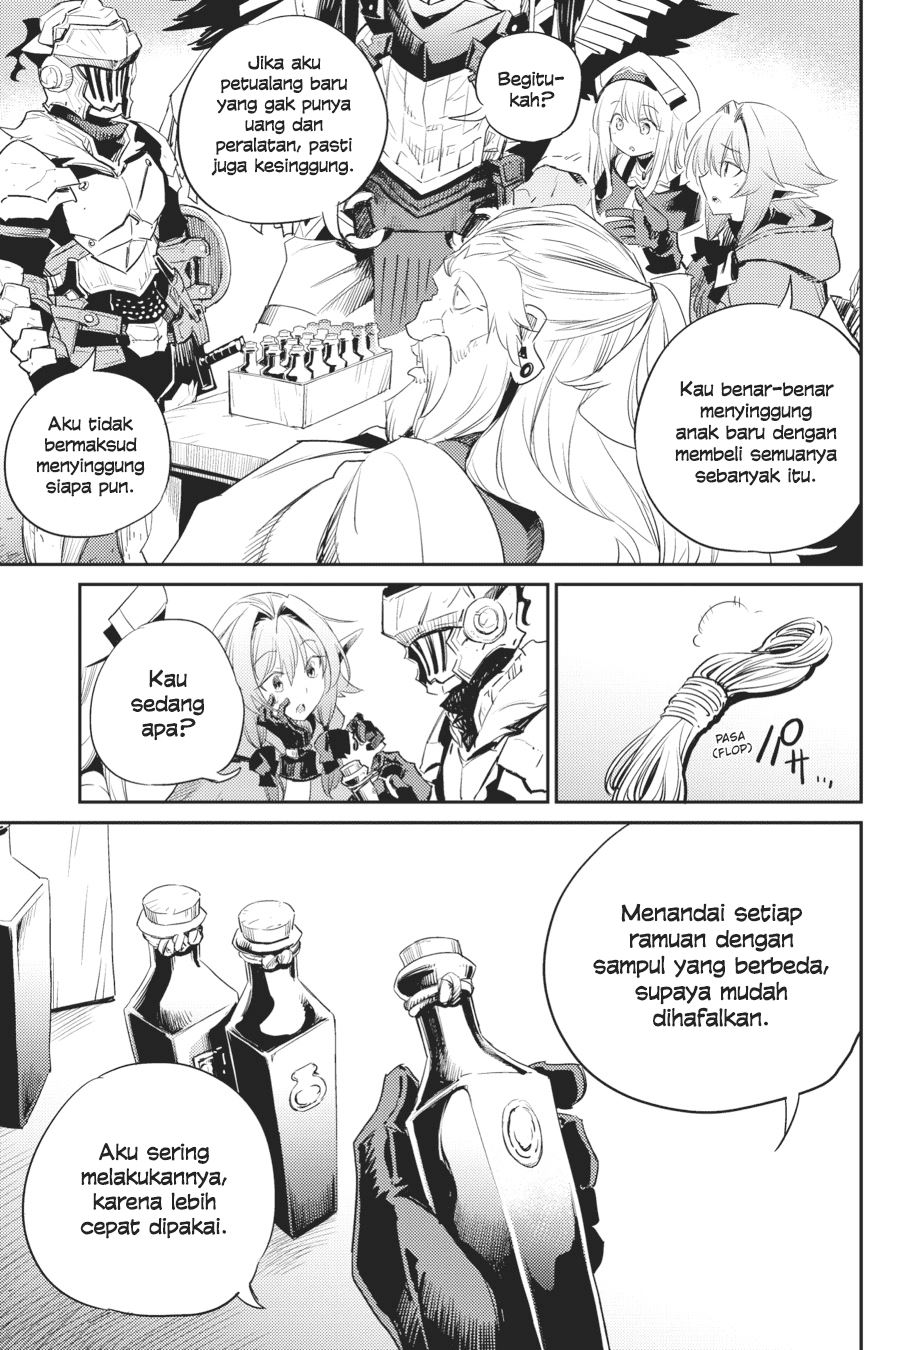 Kau benar-benar
menyinggung
anak baru dengan
membeli semuanya
sebanyak itu.
Begitu-
kah?
Jika aku
petualang baru
yang gak punya
uang dan
peralatan, pasti
juga kesinggung.
Aku tidak
bermaksud
menyinggung
siapa pun.
PASA
(FLOP)
パサ...
Kau
sedang
apa?
Menandai setiap
ramuan dengan
sampul yang berbeda,
supaya mudah
dihafalkan.
Aku sering
melakukannya,
karena lebih
cepat dipakai.